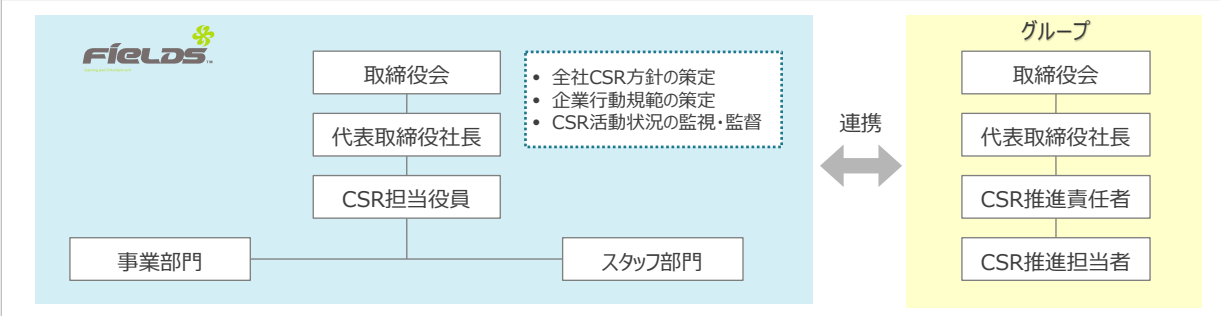 FIELDS
取締役会
• 全社CSR方針の策定
• 企業行動規範の策定
• CSR活動状況の監視・監督
代表取締役社長
CSR担当役員
事業部門
スタッフ部門
連携
グループ
取締役会
代表取締役社長
CSR推進責任者
CSR推進担当者